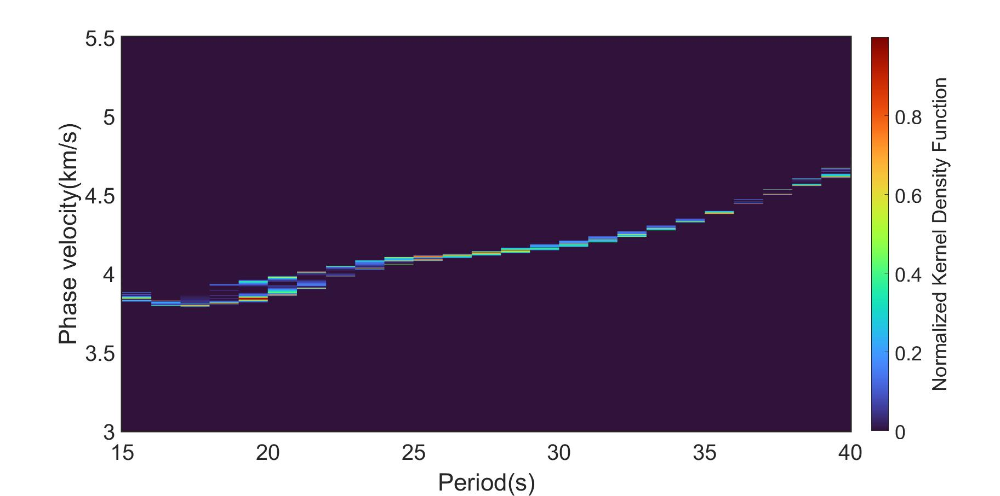 5.5
5
4.5
4
3.5
3
Phase velocity(km/s)
15 20 25 30 35 40
Period(s)
0.8
0.6
0.4
0.2
0
Normalized Kernel Density Function